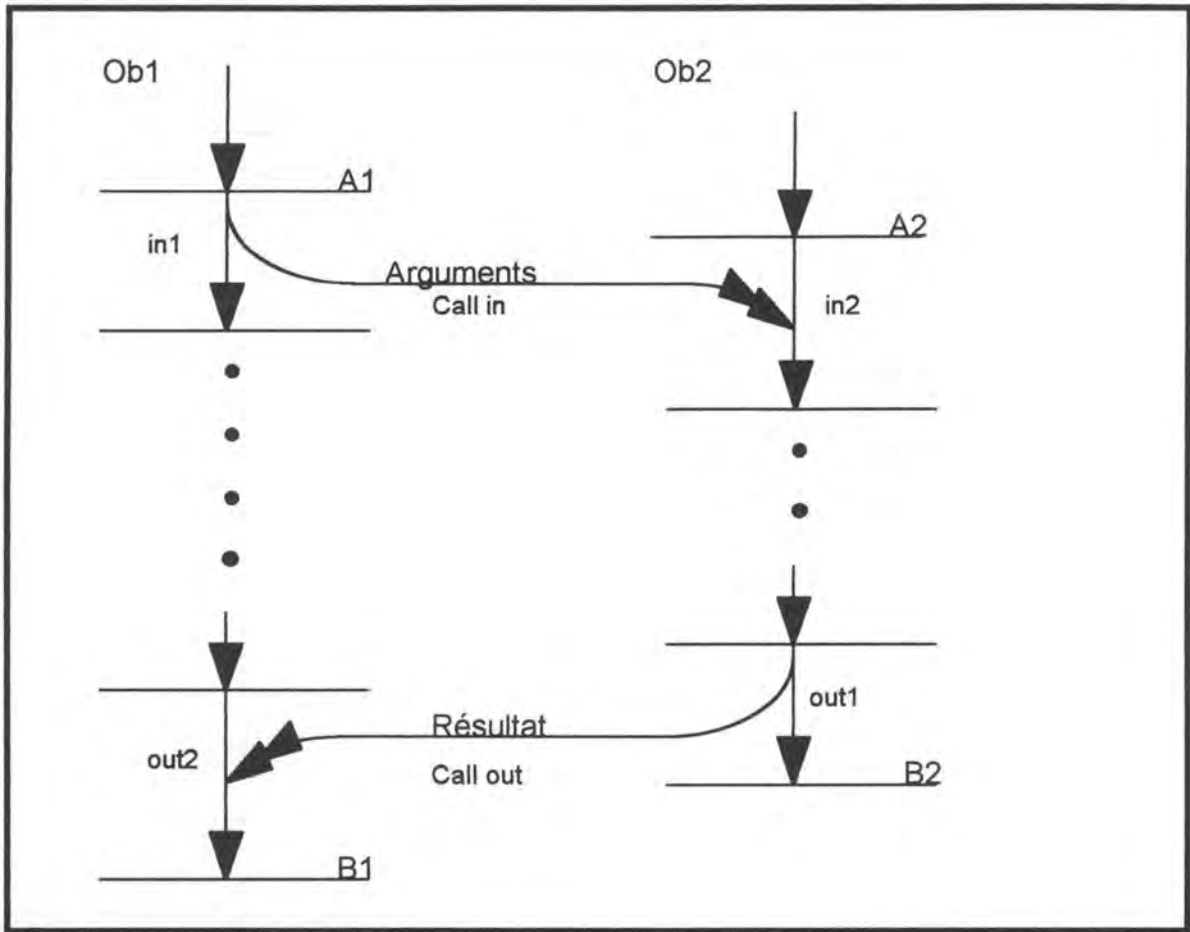 Ob1
Ob2
A1
A2
in1
Arguments
Call in
in2
out1
Résultat
out2
Call out
B2
B1